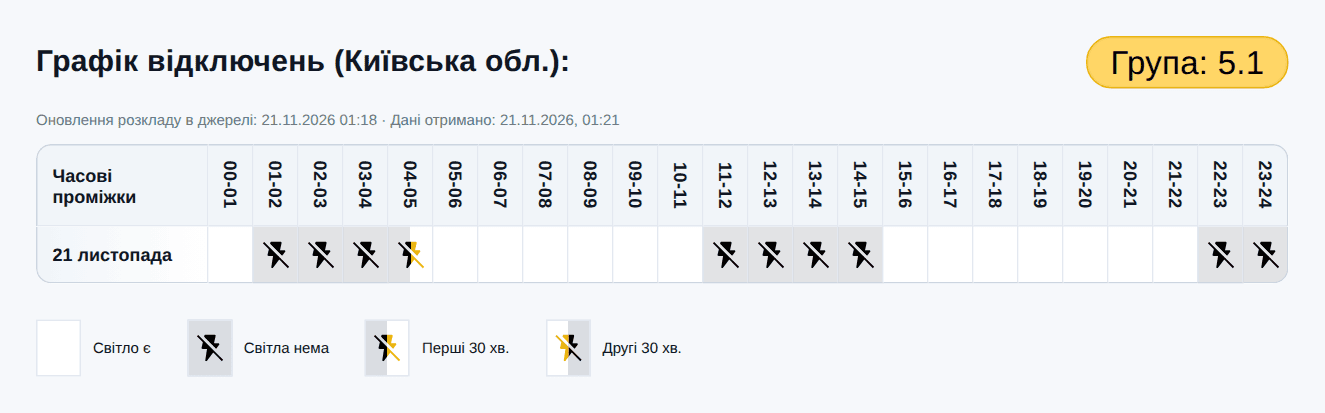 Графік відключень (Київська обл.):
Група: 5.1
Оновлення розкладу в джерелі: 21.11.2026 01:18 · Дані отримано: 21.11.2026, 01:21
Часові
проміжки
00-01
01-02
02-03
03-04
04-05
05-06
06-07
07-08
08-09
09-10
10-11
11-12
12-13
13-14
14-15
15-16
16-17
17-18
18-19
19-20
20-21
21-22
22-23
23-24
21 листопада
Світло є
Світла нема
Перші 30 хв.
Другі 30 хв.